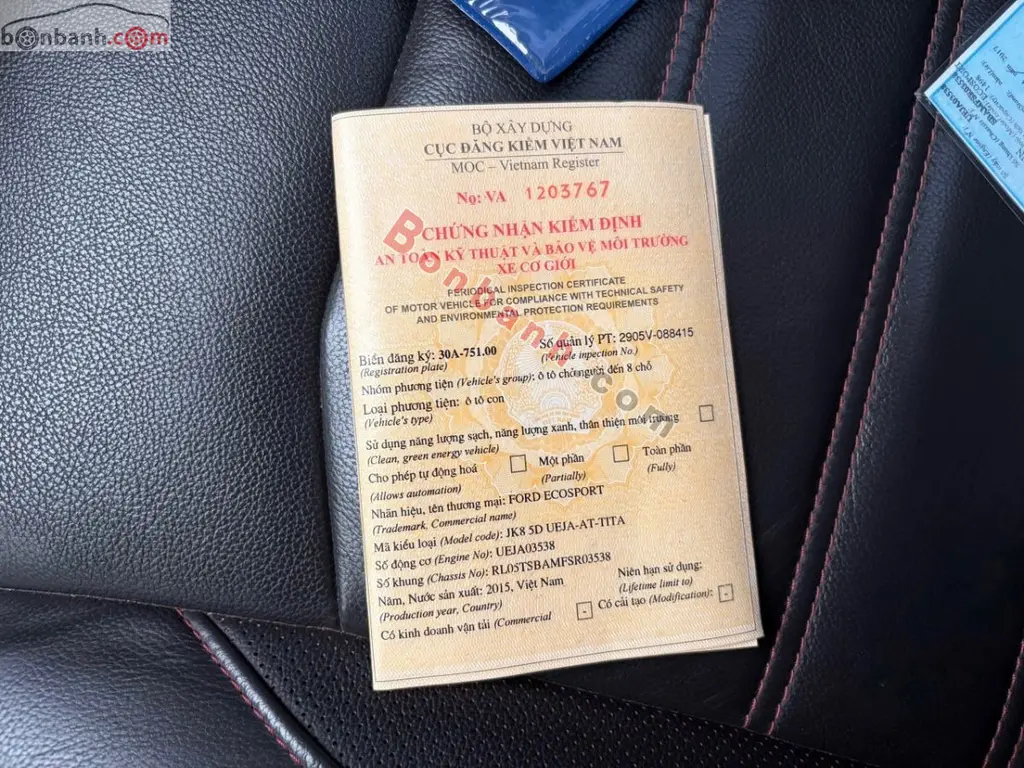 bonbanh.com
BỘ XÂY DỰNG
CỤC ĐĂNG KIỂM VIỆT NAM
MOC – Vietnam Register
Nọ: VA 1203767
CHỨNG NHẬN KIỂM ĐỊNH
AN TOÀN KỸ THUẬT VÀ BẢO VỆ MÔI TRƯỜNG
XE CƠ GIỚI
PERIODICAL INSPECTION CERTIFICATE
OF MOTOR VEHICLE FOR COMPLIANCE WITH TECHNICAL SAFETY
AND ENVIRONMENTAL PROTECTION REQUIREMENTS
Biển đăng ký: 30A-751.00 Số quản lý PT: 2905V-088415
(Registration plate) (Vehicle inspection No.)
Nhóm phương tiện (Vehicle's group): ô tô chở người đến 8 chỗ
Loại phương tiện: ô tô con
(Vehicle's type)
Sử dụng năng lượng sạch, năng lượng xanh, thân thiện môi trường
(Clean, green energy vehicle)
Cho phép tự động hoá Một phần Toàn phần
(Allows automation) (Partially) (Fully)
Nhãn hiệu, tên thương mại: FORD ECOSPORT
(Trademark, Commercial name)
Mã kiểu loại (Model code): JK8 5D UEJA-AT-TITA
Số động cơ (Engine No): UEJA03538
Số khung (Chassis No): RL05TSBAMFSR03538
Năm, Nước sản xuất: 2015, Việt Nam Niên hạn sử dụng:
(Production year, Country) (Lifetime limit to)
Có kinh doanh vận tải (Commercial - Có cải tạo (Modification): -
Bonbanh.com